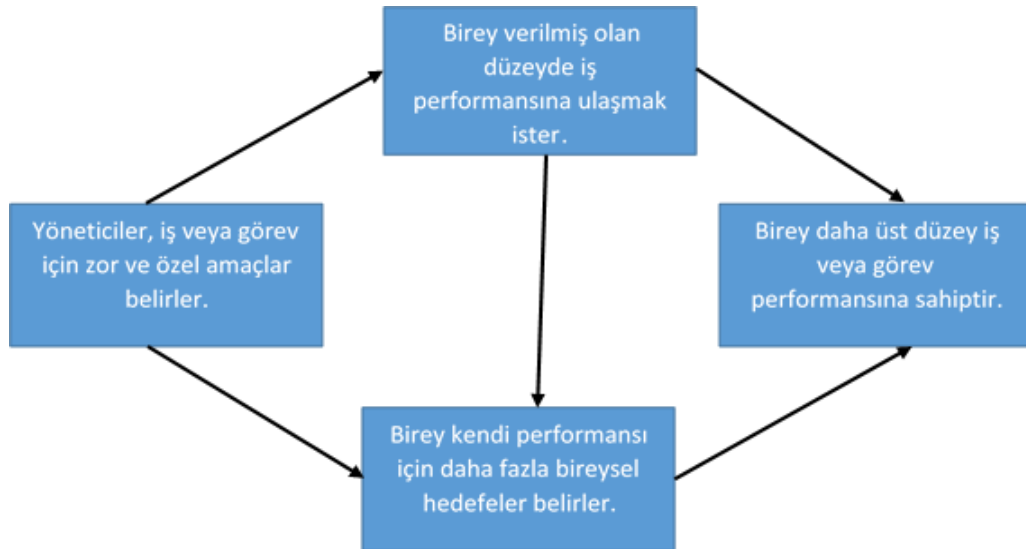 Birey verilmiş olan
düzeyde iş
performansına ulaşmak
ister.
Yöneticiler, iş veya görev
için zor ve özel amaçlar
belirler.
Birey daha üst düzey iş
veya görev
performansına sahiptir.
Birey kendi performansı
için daha fazla bireysel
hedefeler belirler.